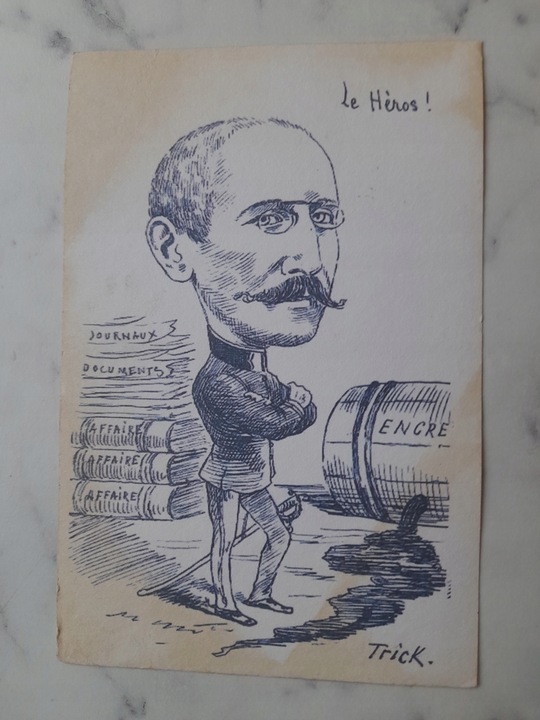 Le Héros!
JOURNAUX
DOCUMENTS
AFFAIRE
AFFAIRE
AFFAIRE
ENCRE
Trick.